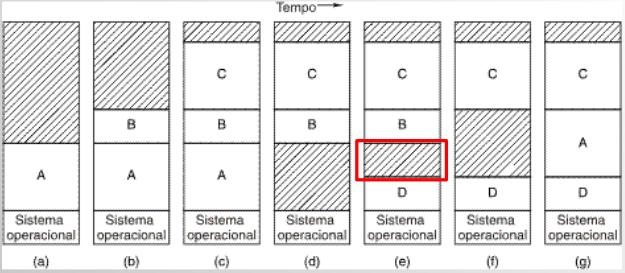 Tempo
A
Sistema
operacional
(a)
B
A
Sistema
operacional
(b)
C
B
A
Sistema
operacional
(c)
C
B
Sistema
operacional
(d)
C
B
D
Sistema
operacional
(e)
C
D
Sistema
operacional
(f)
C
A
D
Sistema
operacional
(g)